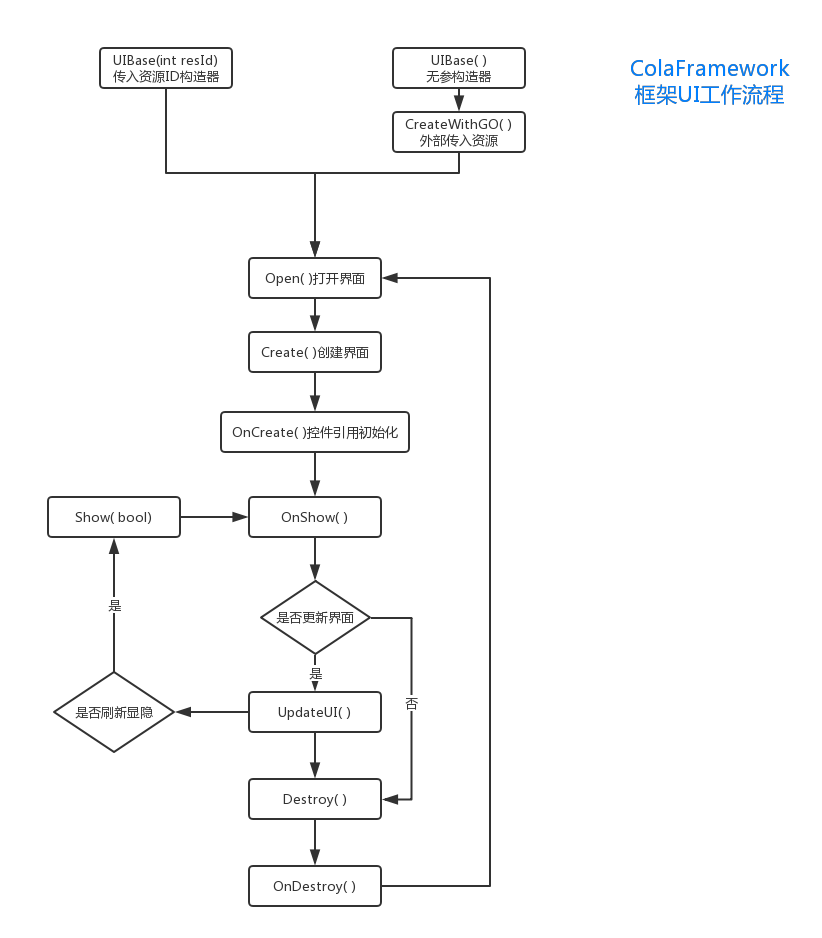 UIBase(int resId)
传入资源ID构造器
UIBase( )
无参构造器
ColaFramework
框架UI工作流程
CreateWithGO( )
外部传入资源
Open( )打开界面
Create( )创建界面
OnCreate( )控件引用初始化
Show( bool)
OnShow( )
是
是否更新界面
是
否
是否刷新显隐
UpdateUI( )
Destroy( )
OnDestroy( )